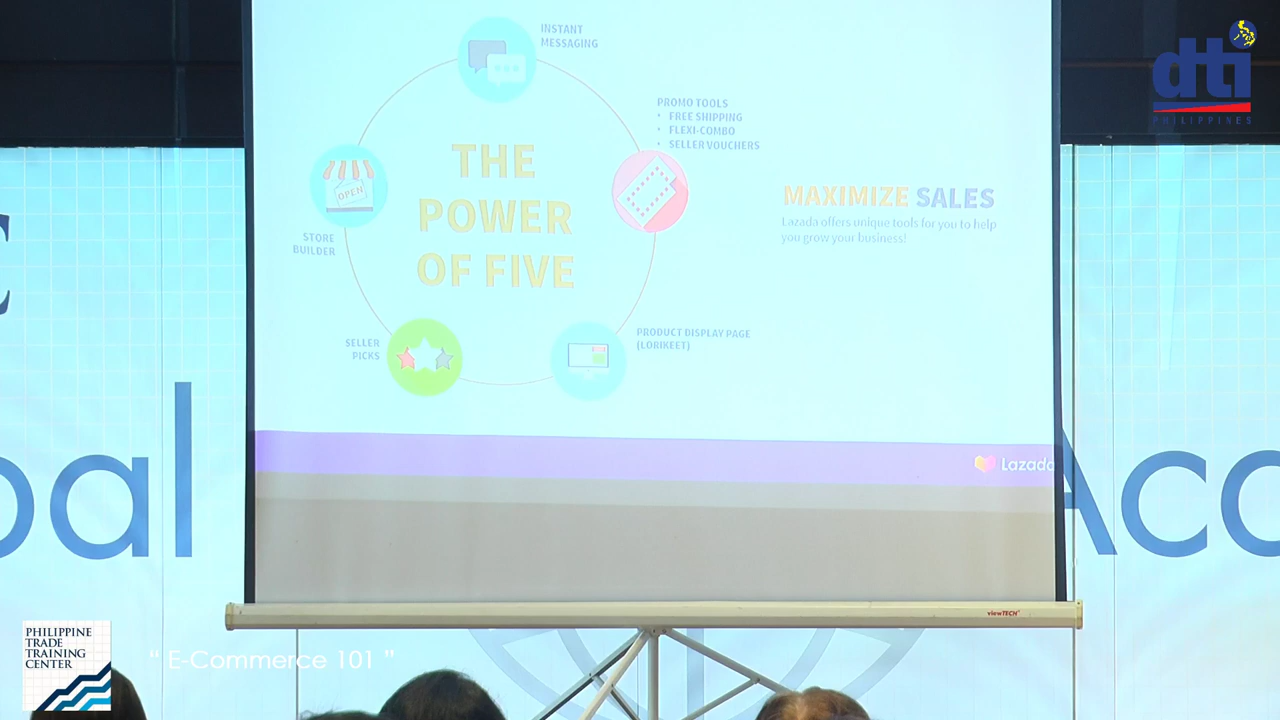 INSTANT
MESSAGING
dti
PHILIPPINES
PROMO TOOLS
• FREE SHIPPING
• FLEXI-COMBO
• SELLER VOUCHERS
THE
POWER
OF FIVE
OPEN
MAXIMIZE SALES
Lazada offers unique tools for you to help
you grow your business!
STORE
BUILDER
SELLER
PICKS
PRODUCT DISPLAY PAGE
(LORIKEET)
Lazada
bal
Acc
viewTECH
PHILIPPINE
TRADE
TRAINING
CENTER
“ E-Commerce 101 ”